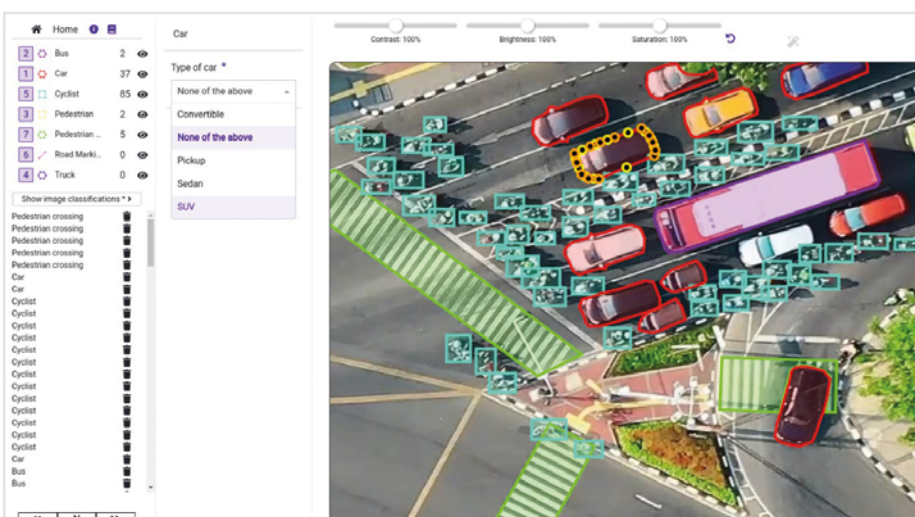 Home
2 Bus 2
1 Car 37
5 Cyclist 85
3 Pedestrian 2
7 Pedestrian ... 5
6 Road Marki... 0
4 Truck 0
Show image classifications * >
Pedestrian crossing
Pedestrian crossing
Pedestrian crossing
Pedestrian crossing
Pedestrian crossing
Car
Car
Cyclist
Cyclist
Cyclist
Cyclist
Cyclist
Cyclist
Cyclist
Cyclist
Cyclist
Cyclist
Cyclist
Cyclist
Cyclist
Car
Bus
Bus
Car
Type of car *
None of the above
Convertible
None of the above
Pickup
Sedan
SUV
Contrast: 100%
Brightness: 100%
Saturation: 100%